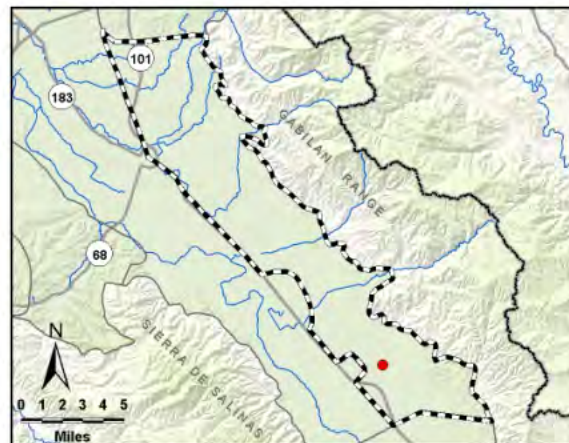 101
183
GABILAN RANGE
68
SIERRA DE SALINAS
N
0 1 2 3 4 5
Miles